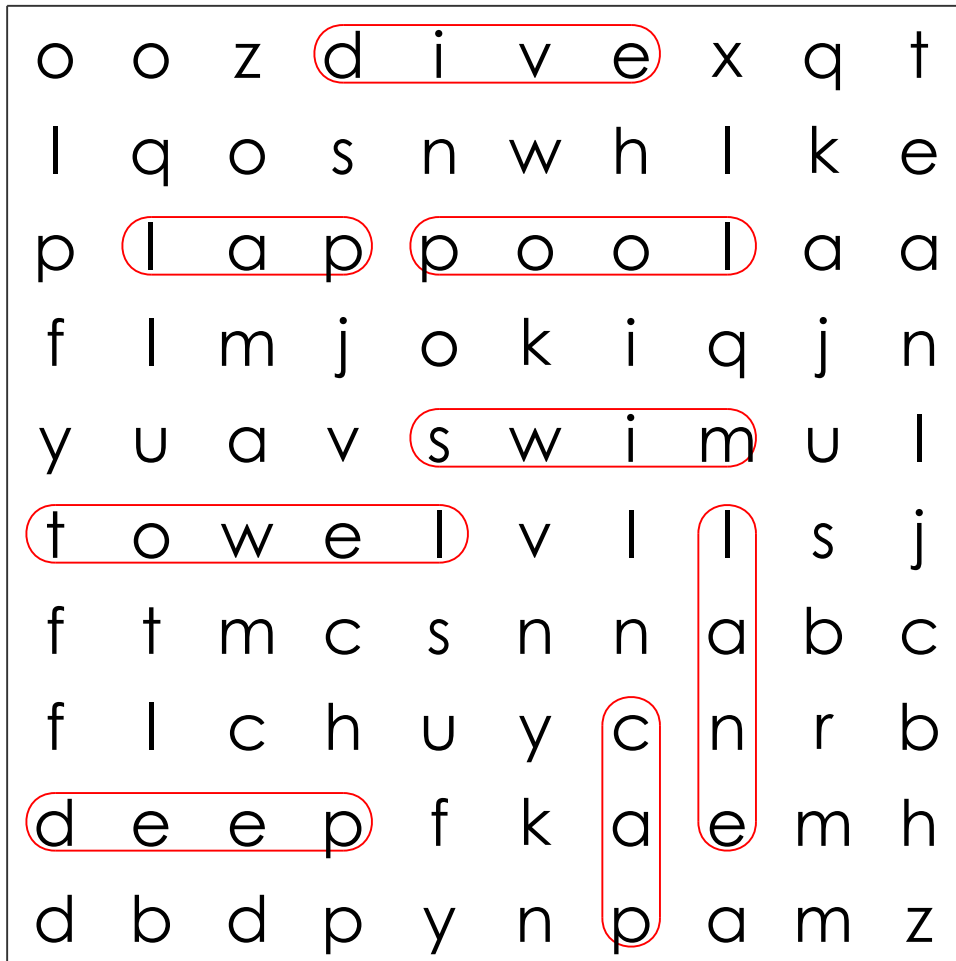 o o z d i v e x q t
l q o s n w h l k e
p l a p p o o l a a
f l m j o k i q j n
y u a v s w i m u l
t o w e l v l l s j
f t m c s n n a b c
f l c h u y c n r b
d e e p f k a e m h
d b d p y n p a m z